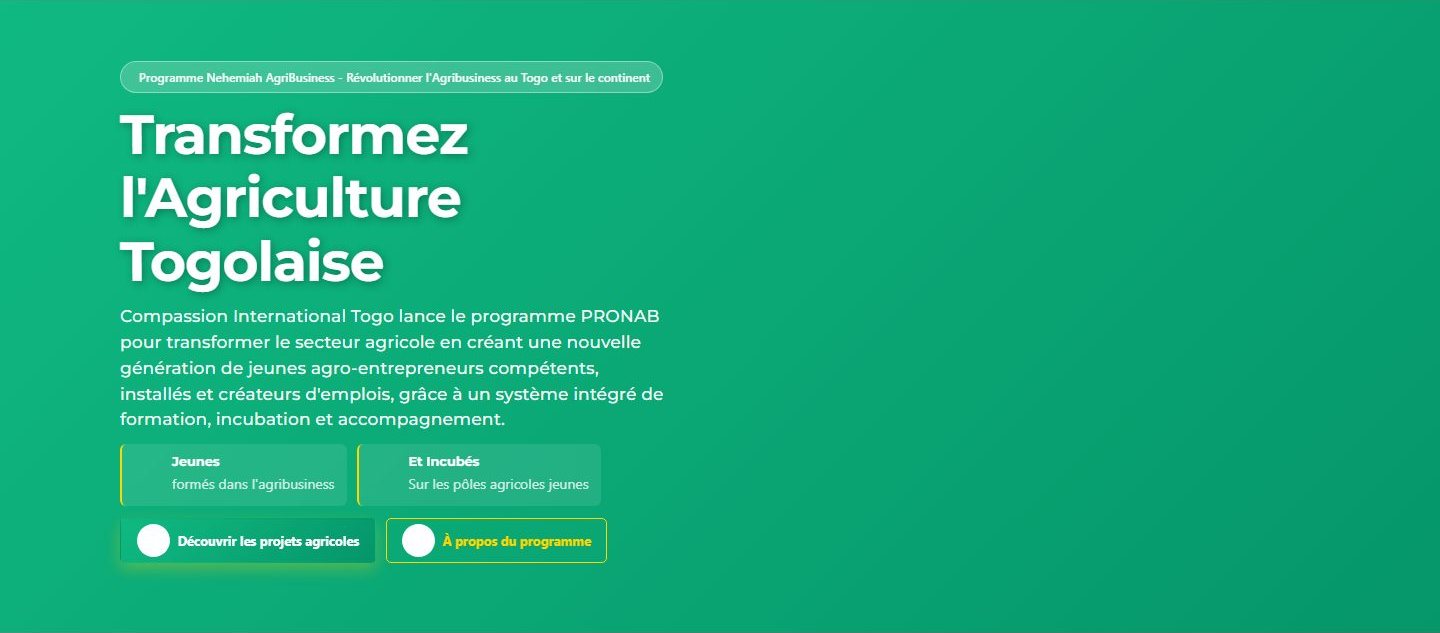 Programme Nehemiah AgriBusiness - Révolutionner l'Agribusiness au Togo et sur le continent
Transformez
l'Agriculture
Togolaise
Compassion International Togo lance le programme PRONAB
pour transformer le secteur agricole en créant une nouvelle
génération de jeunes agro-entrepreneurs compétents,
installés et créateurs d'emplois, grâce à un système intégré de
formation, incubation et accompagnement.
Jeunes
formés dans l'agribusiness
Et Incubés
Sur les pôles agricoles jeunes
Découvrir les projets agricoles
À propos du programme